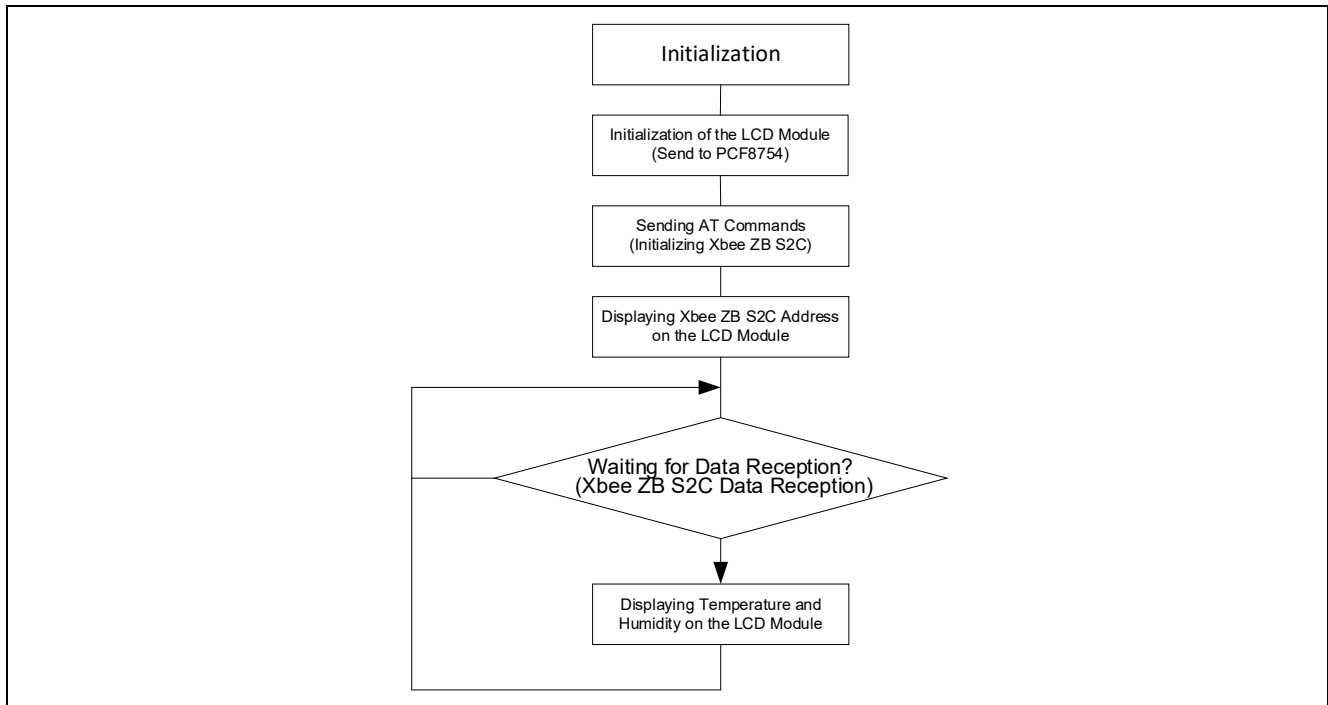 Initialization
Initialization of the LCD Module
(Send to PCF8754)
Sending AT Commands
(Initializing Xbee ZB S2C)
Displaying Xbee ZB S2C Address
on the LCD Module
Waiting for Data Reception?
(Xbee ZB S2C Data Reception)
Displaying Temperature and
Humidity on the LCD Module